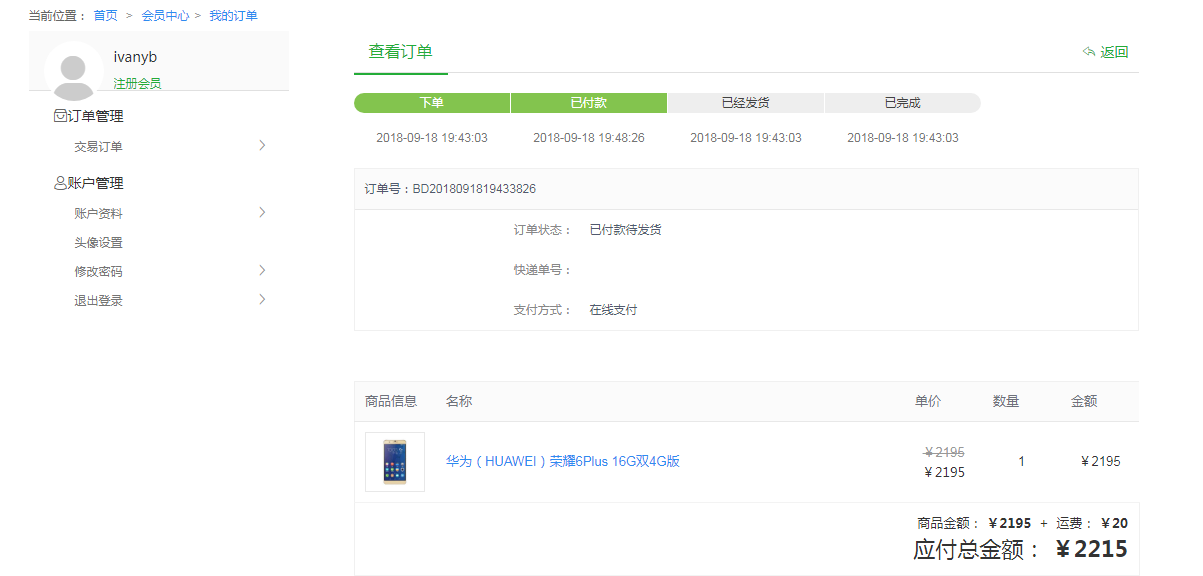 当前位置： 首页 > 会员中心 > 我的订单
ivanyb
注册会员
订单管理
交易订单
账户管理
账户资料
头像设置
修改密码
退出登录
查看订单
返回
下单 已付款 已经发货 已完成
2018-09-18 19:43:03 2018-09-18 19:48:26 2018-09-18 19:43:03 2018-09-18 19:43:03
订单号：BD2018091819433826
订单状态： 已付款待发货
快递单号：
支付方式： 在线支付
商品信息 名称 单价 数量 金额
¥2195
华为（HUAWEI）荣耀6Plus 16G双4G版 1 ¥2195
¥2195
商品金额： ¥2195 + 运费： ¥20
应付总金额： ¥2215